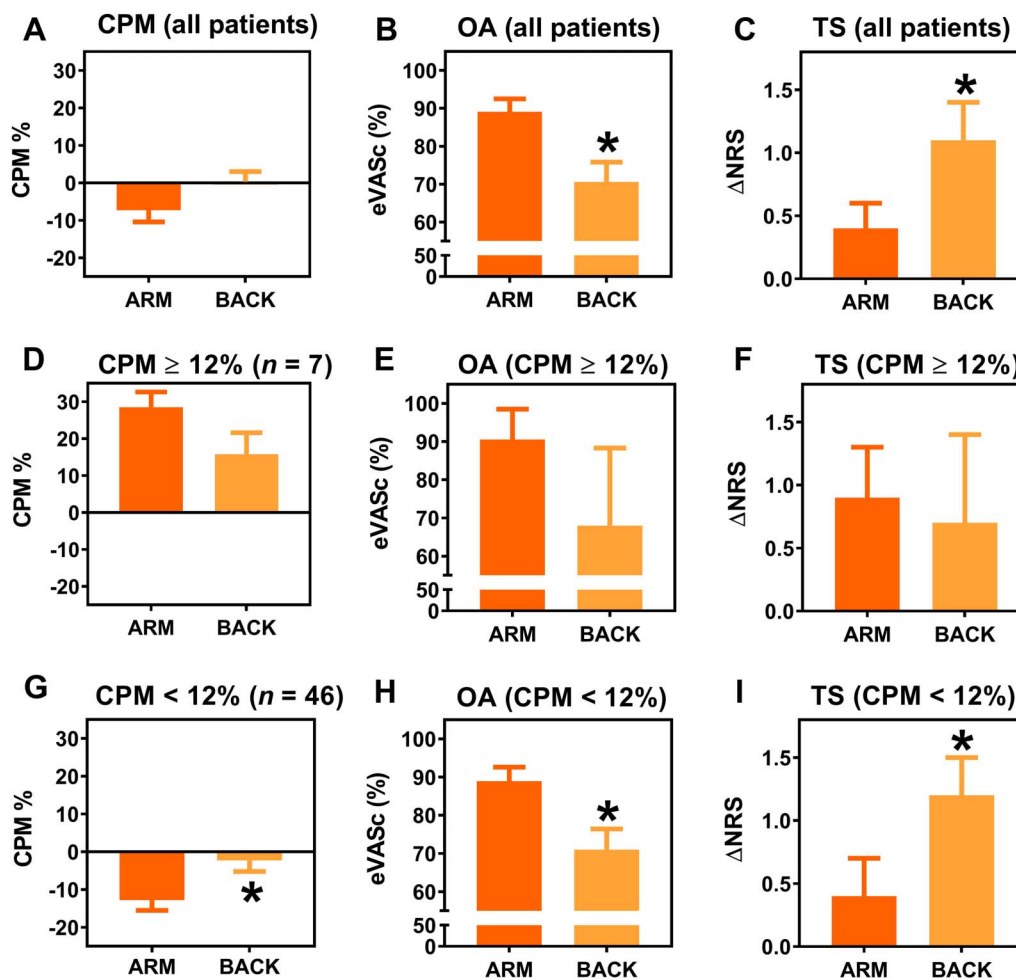 A CPM (all patients)
CPM %
30
20
10
0
-10
-20
ARM BACK
B OA (all patients)
eVASc (%)
100
90
80
70
60
50
0
*
ARM BACK
C TS (all patients)
ΔNRS
1.5
1.0
0.5
0.0
*
ARM BACK
D CPM ≥ 12% (n = 7)
CPM %
30
20
10
0
-10
-20
ARM BACK
E OA (CPM ≥ 12%)
eVASc (%)
100
90
80
70
60
50
0
ARM BACK
F TS (CPM ≥ 12%)
ΔNRS
1.5
1.0
0.5
0.0
ARM BACK
G CPM < 12% (n = 46)
CPM %
30
20
10
0
-10
-20
*
ARM BACK
H OA (CPM < 12%)
eVASc (%)
100
90
80
70
60
50
0
*
ARM BACK
I TS (CPM < 12%)
ΔNRS
1.5
1.0
0.5
0.0
*
ARM BACK